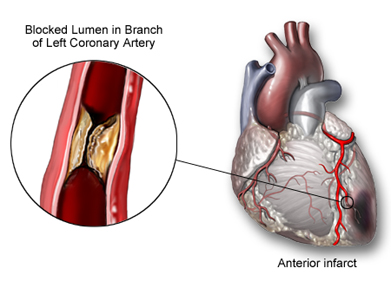 Blocked Lumen in Branch
of Left Coronary Artery
Anterior infarct